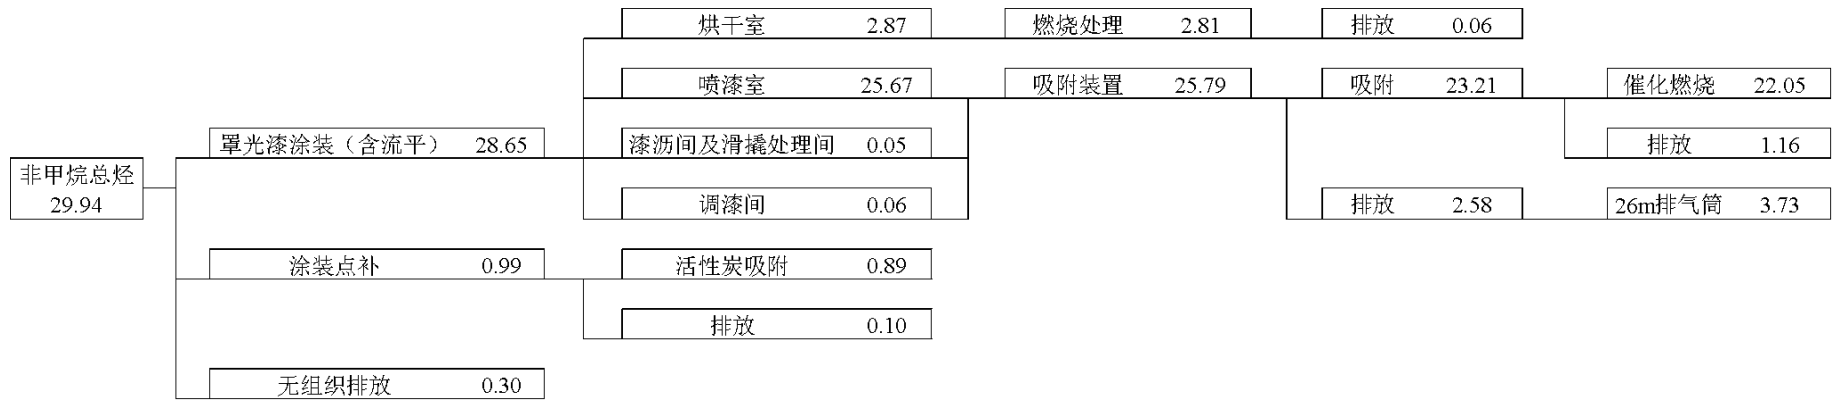 烘干室 2.87 燃烧处理 2.81 排放 0.06
喷漆室 25.67 吸附装置 25.79 吸附 23.21 催化燃烧 22.05
罩光漆涂装（含流平） 28.65 漆沥间及滑撬处理间 0.05 排放 1.16
非甲烷总烃
29.94 调漆间 0.06 排放 2.58 26m排气筒 3.73
涂装点补 0.99 活性炭吸附 0.89
排放 0.10
无组织排放 0.30